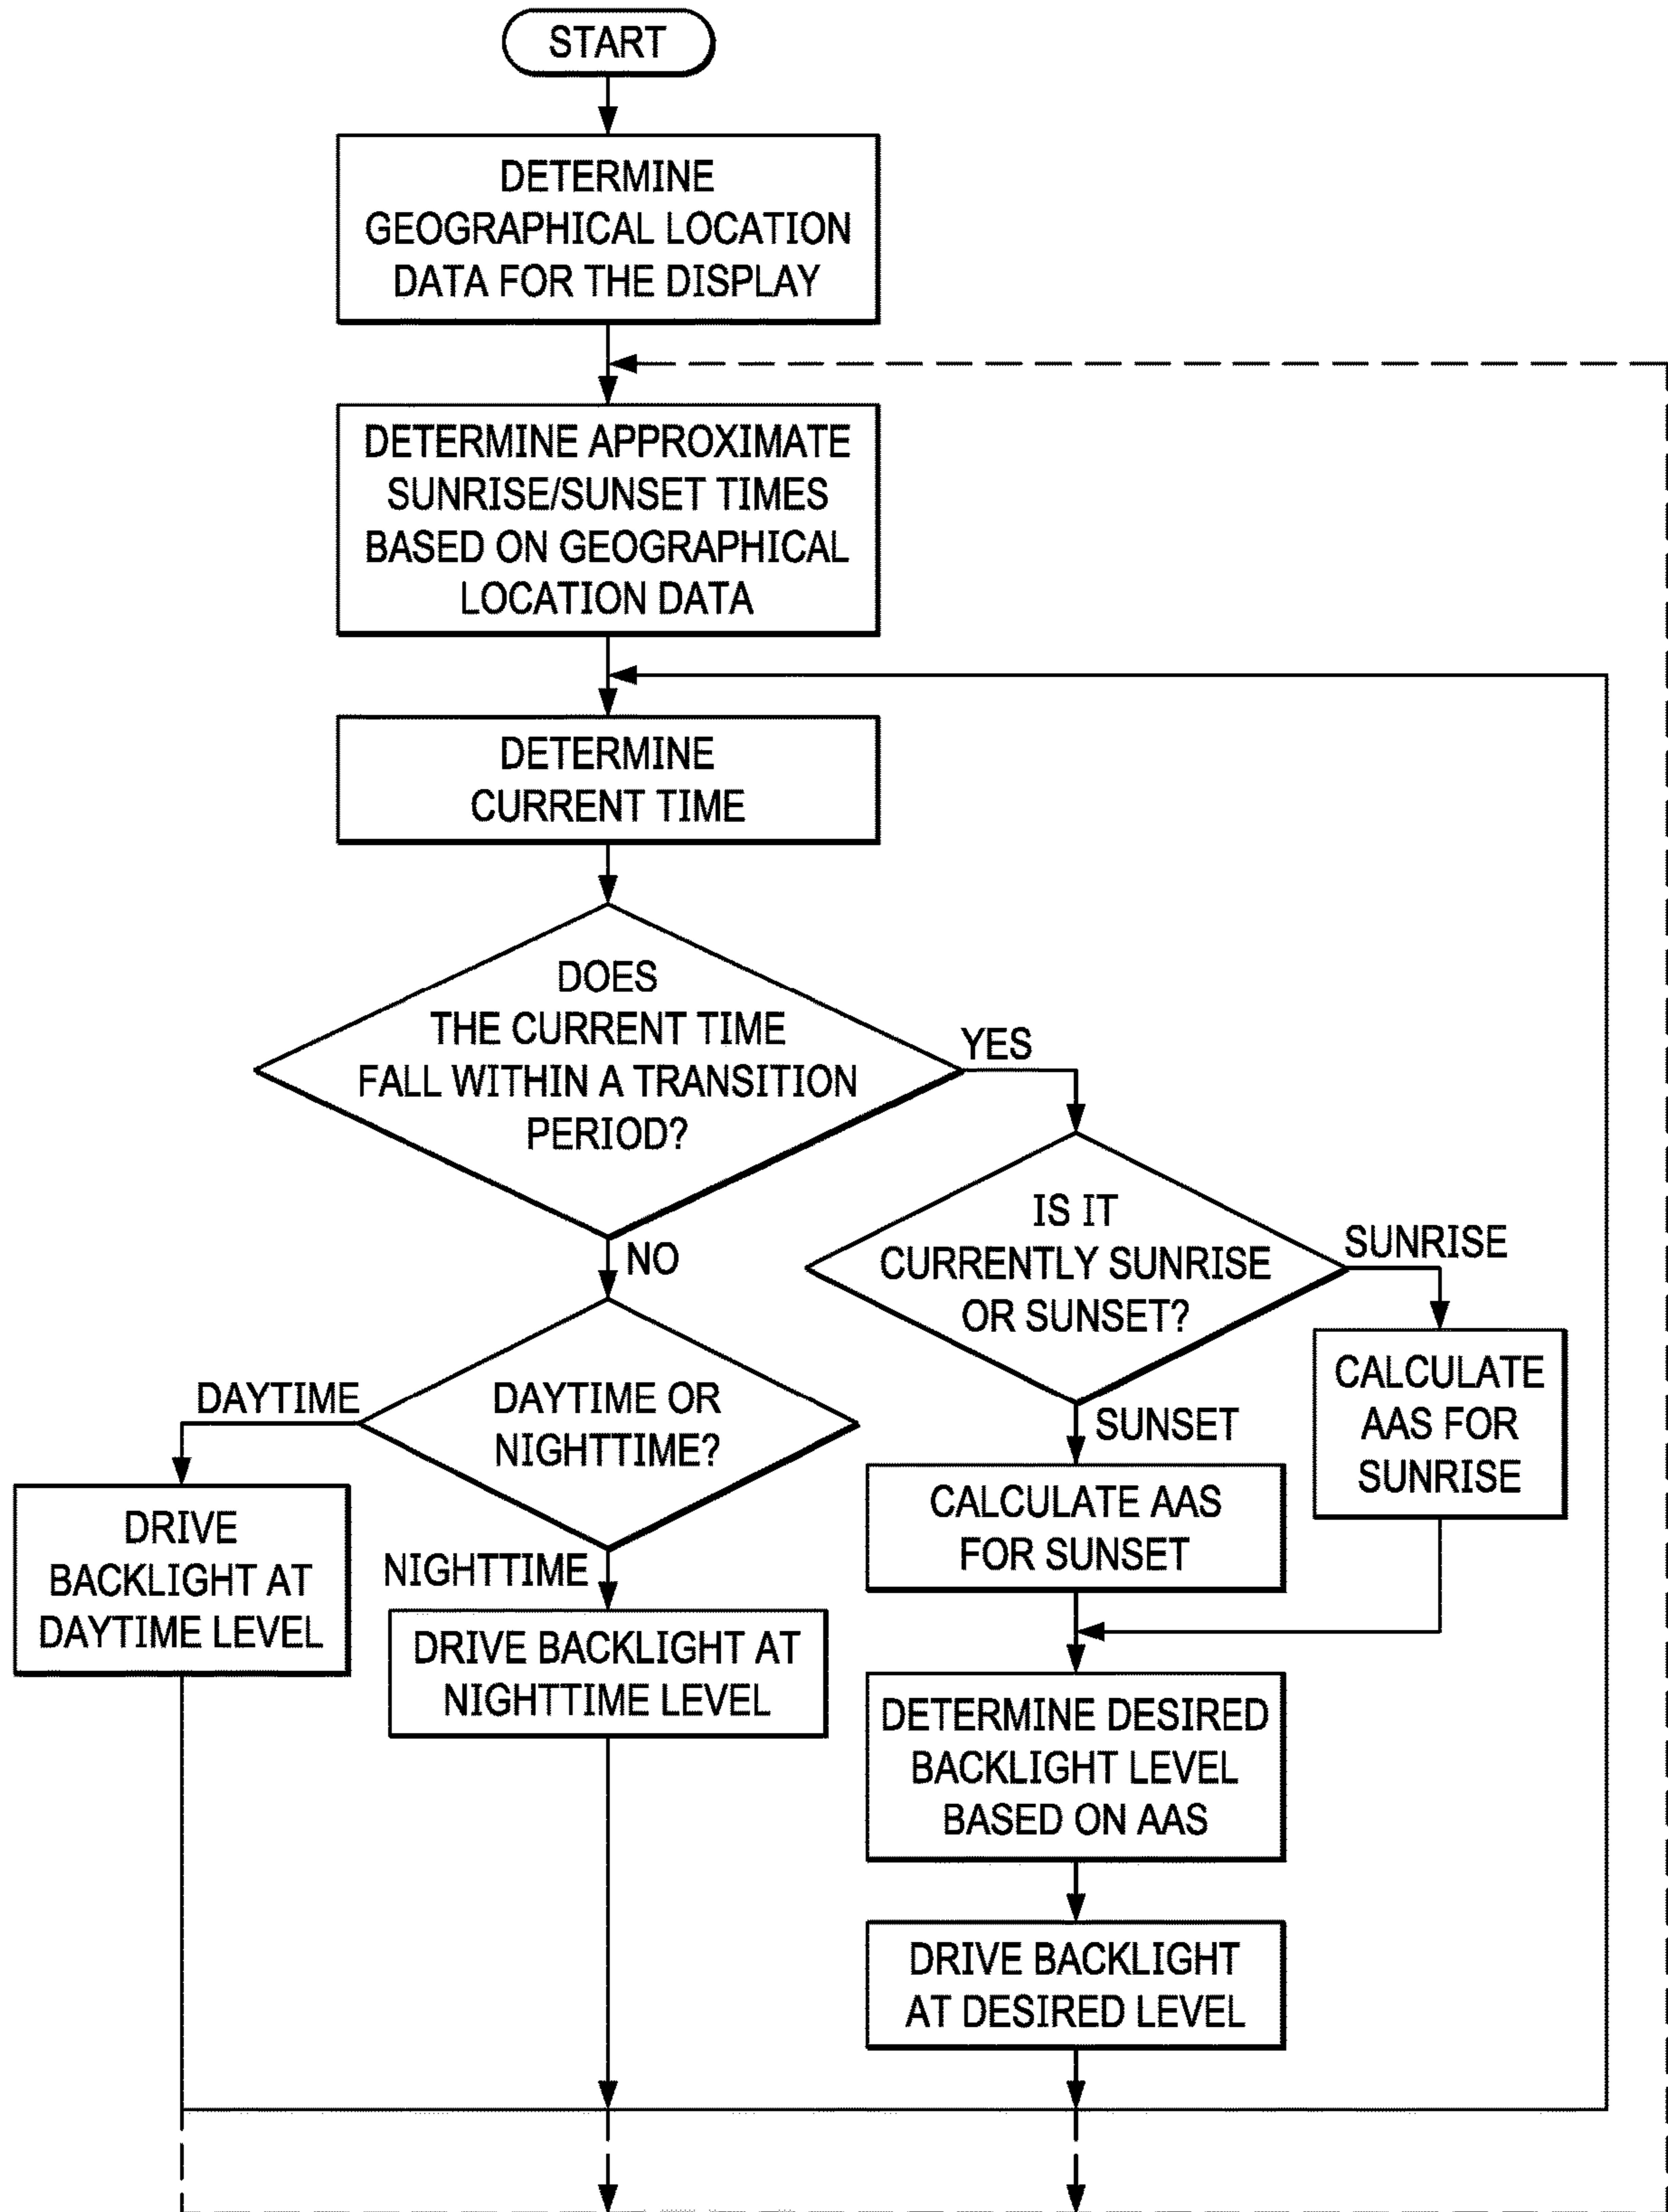 START
DETERMINE
GEOGRAPHICAL LOCATION
DATA FOR THE DISPLAY
DETERMINE APPROXIMATE
SUNRISE/SUNSET TIMES
BASED ON GEOGRAPHICAL
LOCATION DATA
DETERMINE
CURRENT TIME
DOES
THE CURRENT TIME
FALL WITHIN A TRANSITION
PERIOD?
YES
NO
IS IT
CURRENTLY SUNRISE
OR SUNSET?
SUNRISE
SUNSET
CALCULATE
AAS FOR
SUNRISE
DAYTIME OR
NIGHTTIME?
DAYTIME
NIGHTTIME
DRIVE
BACKLIGHT AT
DAYTIME LEVEL
DRIVE BACKLIGHT AT
NIGHTTIME LEVEL
CALCULATE AAS
FOR SUNSET
DETERMINE DESIRED
BACKLIGHT LEVEL
BASED ON AAS
DRIVE BACKLIGHT
AT DESIRED LEVEL